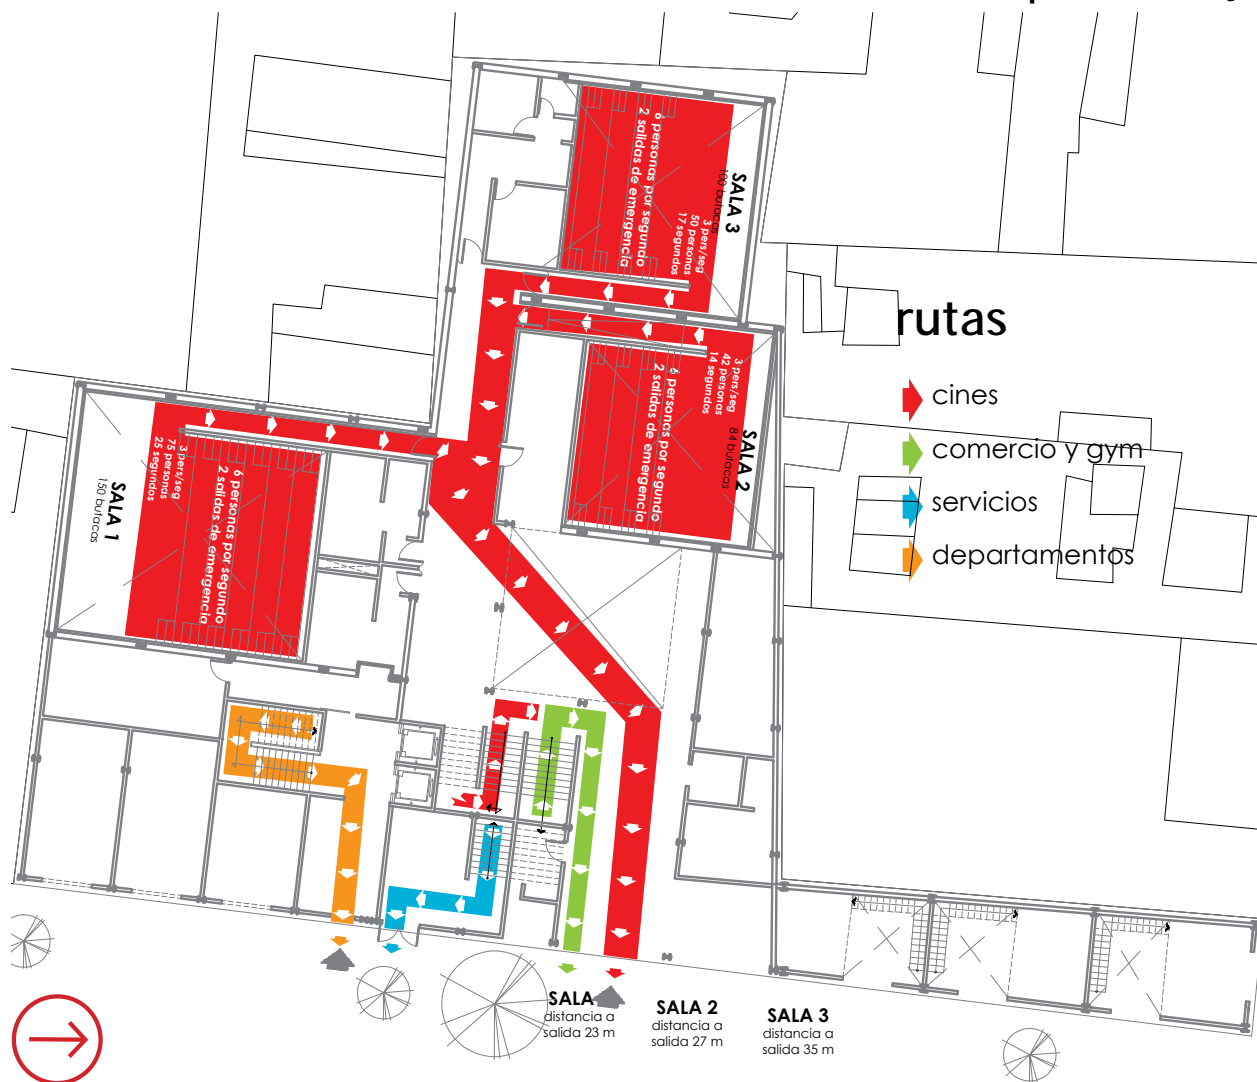 6 personas por segundo
2 salidas de emergencia
SALA 3
100 butacas
3 pers/seg
50 personas
17 segundos
rutas
cines
comercio y gym
servicios
departamentos
6 personas por segundo
2 salidas de emergencia
3 pers/seg
42 personas
14 segundos
SALA 2
84 butacas
SALA 1
150 butacas
3 pers/seg
75 personas
25 segundos
6 personas por segundo
2 salidas de emergencia
SALA
distancia a
salida 23 m
SALA 2
distancia a
salida 27 m
SALA 3
distancia a
salida 35 m